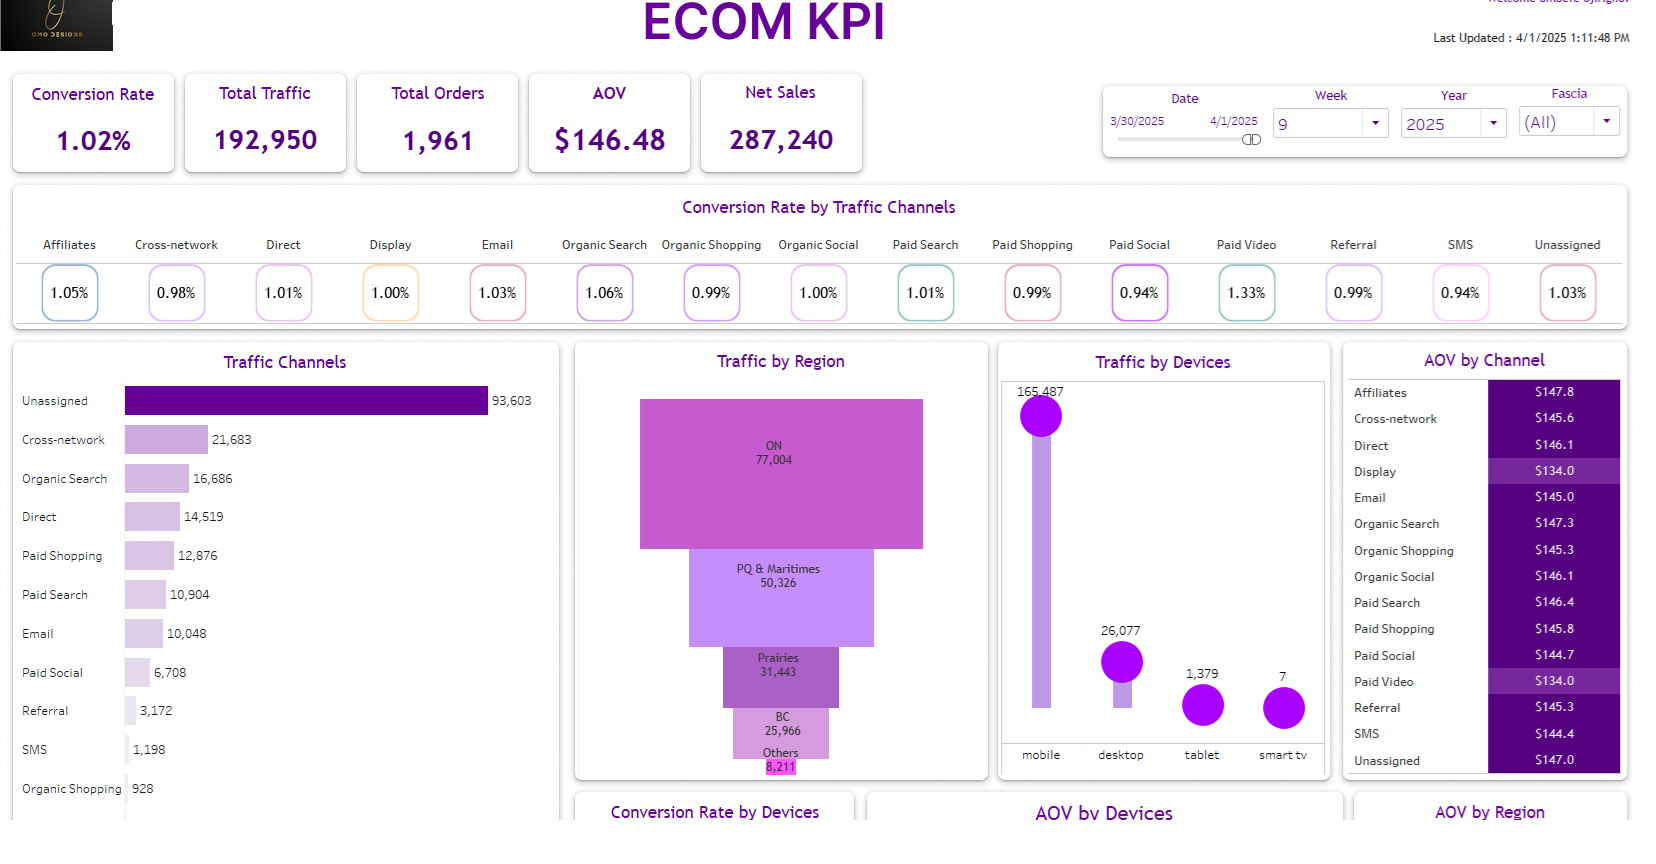 OMO DESIGNS
ECOM KPI
Last Updated : 4/1/2025 1:11:48 PM
Conversion Rate
1.02%
Total Traffic
192,950
Total Orders
1,961
AOV
$146.48
Net Sales
287,240
Date
3/30/2025 4/1/2025
Week
9
Year
2025
Fascia
(All)
Conversion Rate by Traffic Channels
Affiliates Cross-network Direct Display Email Organic Search Organic Shopping Organic Social Paid Search Paid Shopping Paid Social Paid Video Referral SMS Unassigned
1.05% 0.98% 1.01% 1.00% 1.03% 1.06% 0.99% 1.00% 1.01% 0.99% 0.94% 1.33% 0.99% 0.94% 1.03%
Traffic Channels
Unassigned 93,603
Cross-network 21,683
Organic Search 16,686
Direct 14,519
Paid Shopping 12,876
Paid Search 10,904
Email 10,048
Paid Social 6,708
Referral 3,172
SMS 1,198
Organic Shopping 928
Traffic by Region
ON
77,004
PQ & Maritimes
50,326
Prairies
31,443
BC
25,966
Others
8,211
Traffic by Devices
165,487
26,077
1,379
7
mobile desktop tablet smart tv
AOV by Channel
Affiliates $147.8
Cross-network $145.6
Direct $146.1
Display $134.0
Email $145.0
Organic Search $147.3
Organic Shopping $145.3
Organic Social $146.1
Paid Search $146.4
Paid Shopping $145.8
Paid Social $144.7
Paid Video $134.0
Referral $145.3
SMS $144.4
Unassigned $147.0
Conversion Rate by Devices
AOV by Devices
AOV by Region